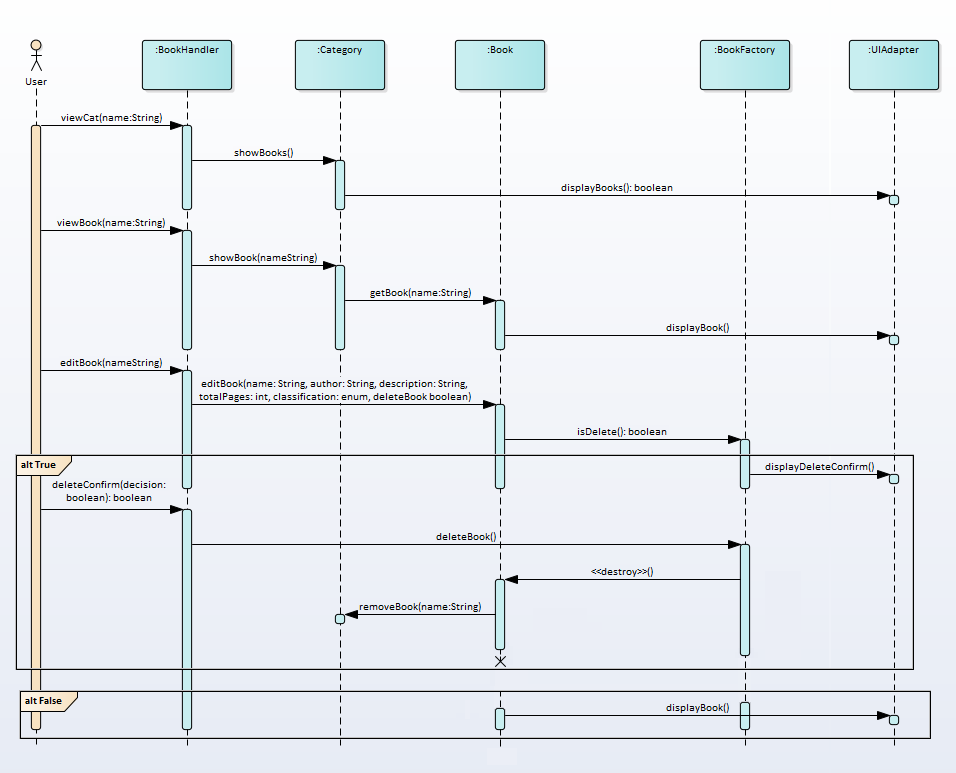 :BookHandler
:Category
:Book
:BookFactory
:UIAdapter
User
viewCat(name:String)
showBooks()
displayBooks(): boolean
viewBook(name:String)
showBook(nameString)
getBook(name:String)
displayBook()
editBook(nameString)
editBook(name: String, author: String, description: String,
totalPages: int, classification: enum, deleteBook boolean)
isDelete(): boolean
alt True
displayDeleteConfirm()
deleteConfirm(decision:
boolean): boolean
deleteBook()
<<destroy>>()
removeBook(name:String)
alt False
displayBook()